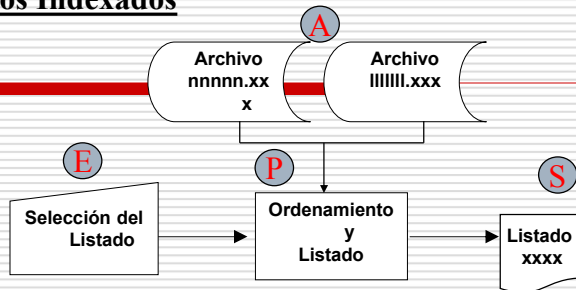 os Indexados
A
Archivo
nnnnn.xx
x
Archivo
lllllll.xxx
E
P
S
Selección del
Listado
Ordenamiento
y
Listado
Listado
xxxx